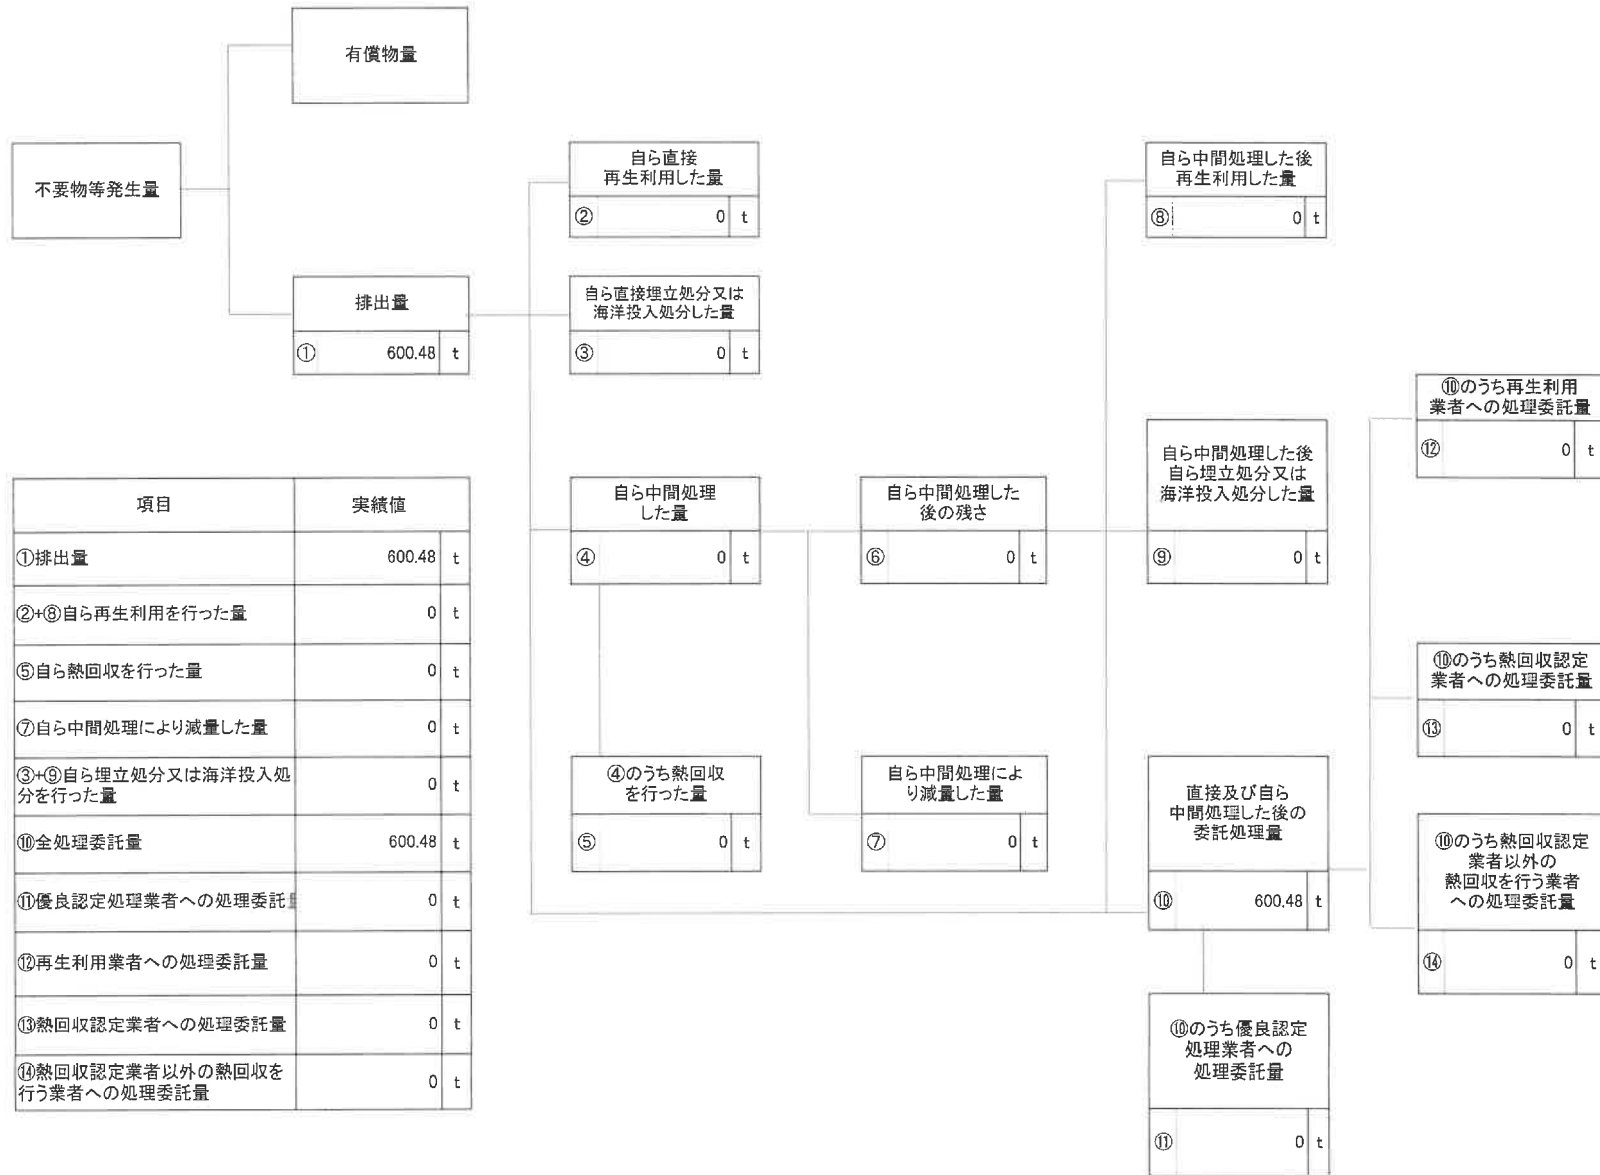 有償物量
不要物等発生量
排出量
① 600.48 t
自ら直接
再生利用した量
② 0 t
自ら直接埋立処分又は
海洋投入処分した量
③ 0 t
自ら中間処理
した量
④ 0 t
④のうち熱回収
を行った量
⑤ 0 t
自ら中間処理した
後の残さ
⑥ 0 t
自ら中間処理によ
り減量した量
⑦ 0 t
自ら中間処理した後
再生利用した量
⑧ 0 t
自ら中間処理した後
自ら埋立処分又は
海洋投入処分した量
⑨ 0 t
直接及び自ら
中間処理した後の
委託処理量
⑩ 600.48 t
⑩のうち優良認定
処理業者への
処理委託量
⑪ 0 t
⑩のうち再生利用
業者への処理委託量
⑫ 0 t
⑩のうち熱回収認定
業者への処理委託量
⑬ 0 t
⑩のうち熱回収認定
業者以外の
熱回収を行う業者
への処理委託量
⑭ 0 t
項目 実績値
①排出量 600.48 t
②+⑧自ら再生利用を行った量 0 t
⑤自ら熱回収を行った量 0 t
⑦自ら中間処理により減量した量 0 t
③+⑨自ら埋立処分又は海洋投入処
分を行った量 0 t
⑩全処理委託量 600.48 t
⑪優良認定処理業者への処理委託 0 t
⑫再生利用業者への処理委託量 0 t
⑬熱回収認定業者への処理委託量 0 t
⑭熱回収認定業者以外の熱回収を
行う業者への処理委託量 0 t